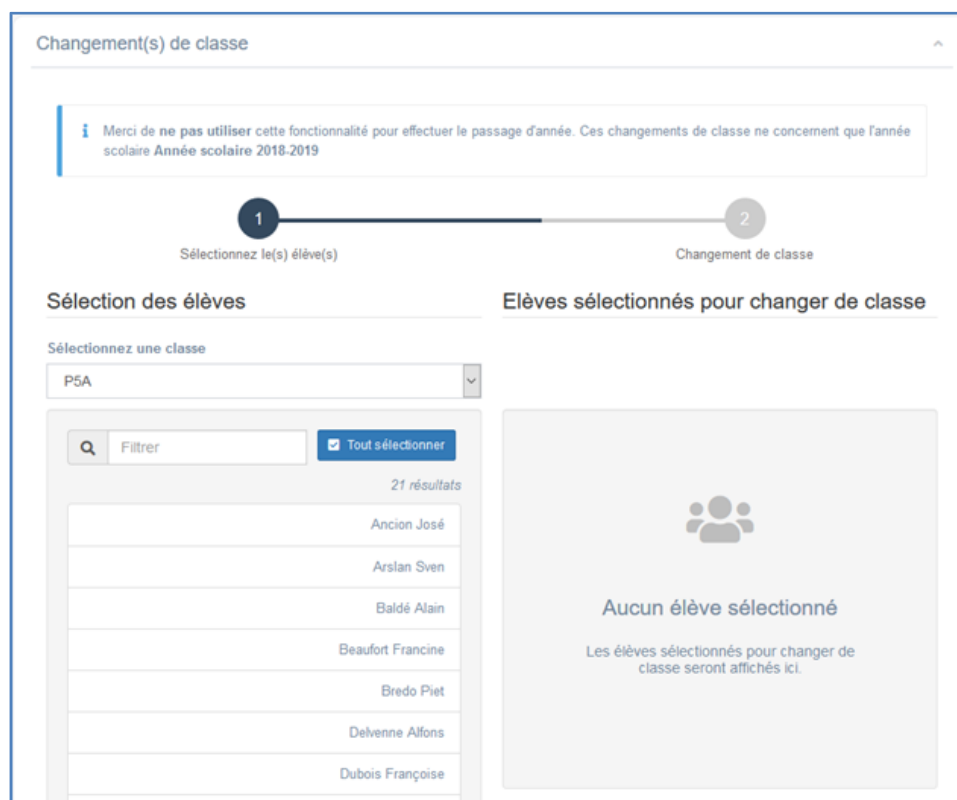 Changement(s) de classe
Merci de ne pas utiliser cette fonctionnalité pour effectuer le passage d'année. Ces changements de classe ne concernent que l'année
scolaire Année scolaire 2018-2019
1
2
Sélectionnez le(s) élève(s)
Changement de classe
Sélection des élèves
Elèves sélectionnés pour changer de classe
Sélectionnez une classe
P5A
Filtrer
Tout sélectionner
21 résultats
Ancion José
Arslan Sven
Baldé Alain
Beaufort Francine
Bredo Piet
Delvenne Alfons
Dubois Françoise
Aucun élève sélectionné
Les élèves sélectionnés pour changer de
classe seront affichés ici.